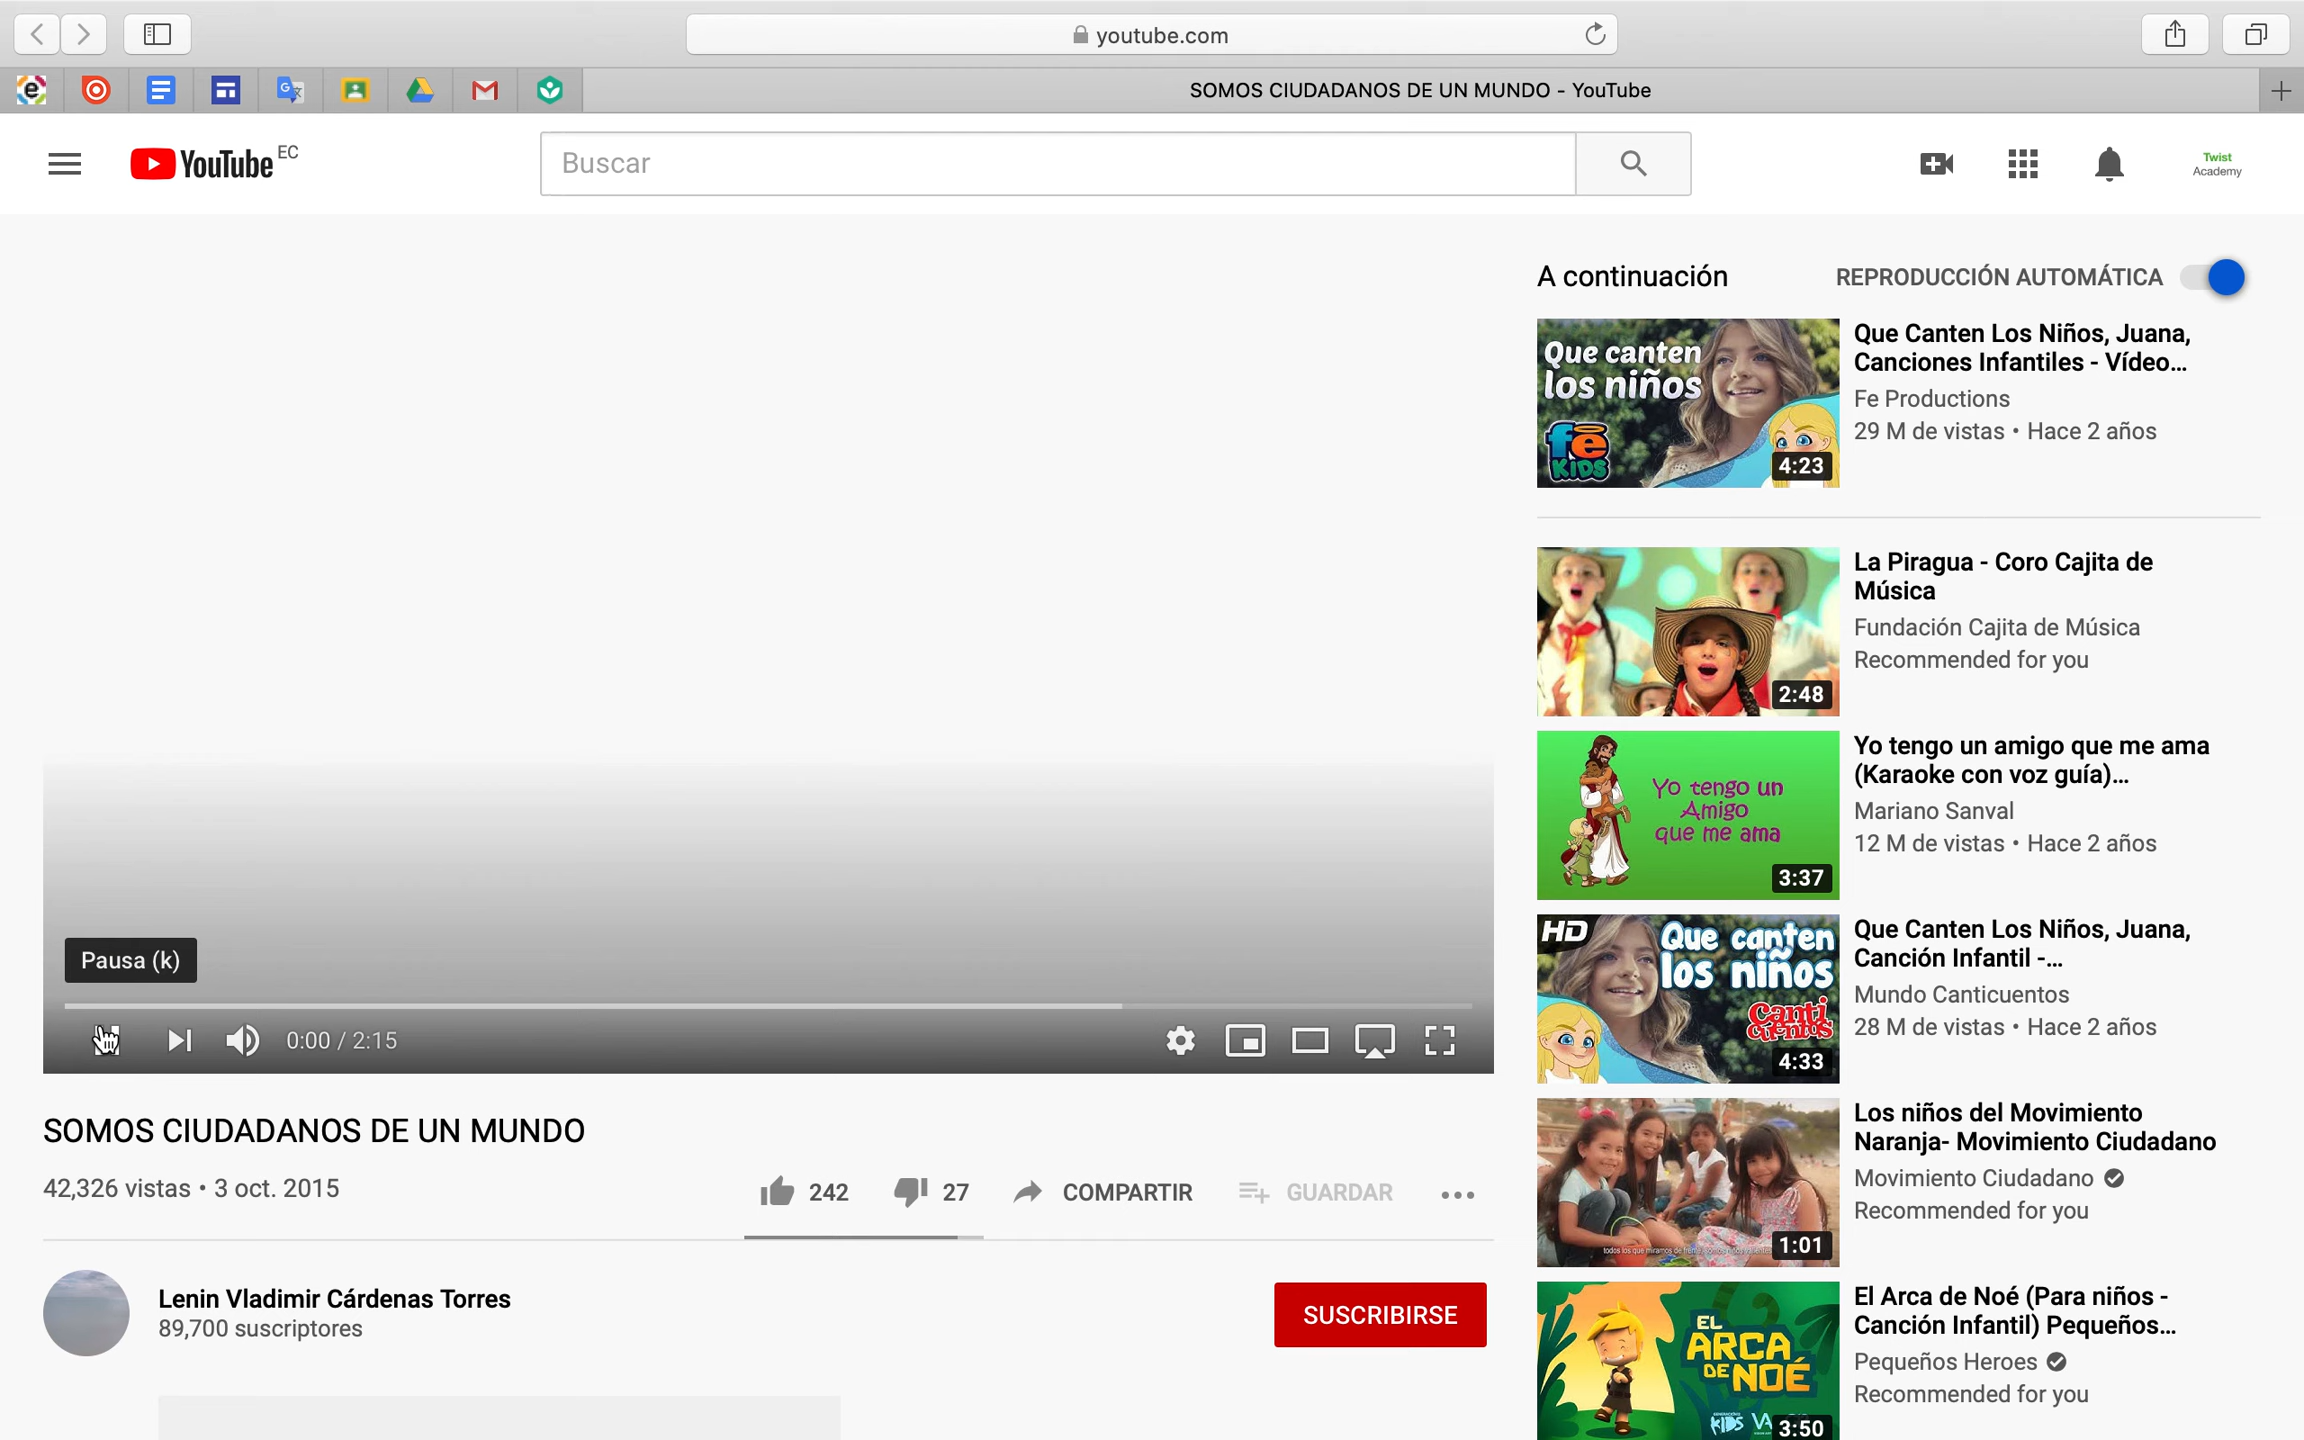 youtube.com
SOMOS CIUDADANOS DE UN MUNDO - YouTube
YouTube EC
Buscar
Twist
Academy
A continuación
REPRODUCCIÓN AUTOMÁTICA
Que canten
los niños
fe
KIDS
4:23
Que Canten Los Niños, Juana,
Canciones Infantiles - Vídeo...
Fe Productions
29 M de vistas • Hace 2 años
2:48
La Piragua - Coro Cajita de
Música
Fundación Cajita de Música
Recommended for you
Yo tengo un
Amigo
que me ama
3:37
Yo tengo un amigo que me ama
(Karaoke con voz guía)...
Mariano Sanval
12 M de vistas • Hace 2 años
HD
Que canten
los niños
Canti
cuentos
4:33
Que Canten Los Niños, Juana,
Canción Infantil -...
Mundo Canticuentos
28 M de vistas • Hace 2 años
1:01
Los niños del Movimiento
Naranja- Movimiento Ciudadano
Movimiento Ciudadano
Recommended for you
EL
ARCA
DE NOÉ
KIDS
3:50
El Arca de Noé (Para niños -
Canción Infantil) Pequeños...
Pequeños Heroes
Recommended for you
Pausa (k)
0:00 / 2:15
SOMOS CIUDADANOS DE UN MUNDO
42,326 vistas • 3 oct. 2015
242
27
COMPARTIR
GUARDAR
Lenin Vladimir Cárdenas Torres
89,700 suscriptores
SUSCRIBIRSE